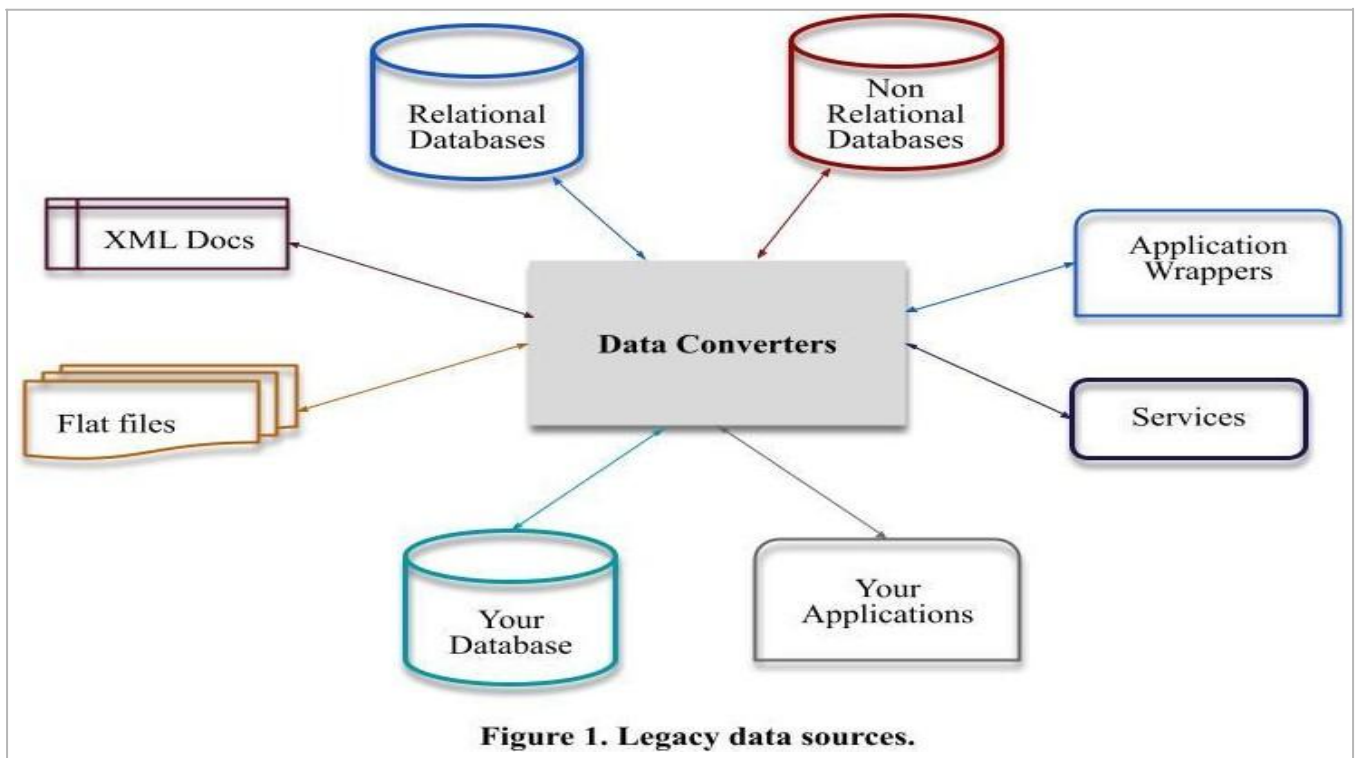 Relational
Databases
Non
Relational
Databases
XML Docs
Application
Wrappers
Data Converters
Flat files
Services
Your
Database
Your
Applications
Figure 1. Legacy data sources.